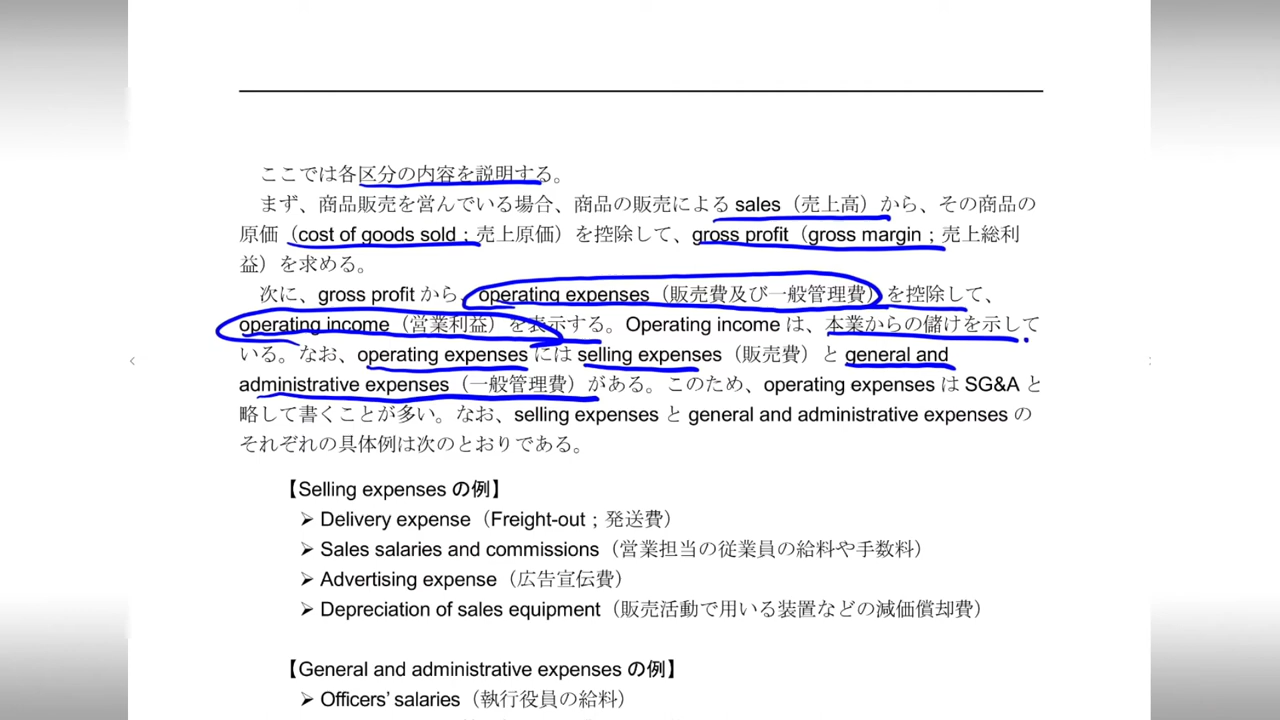 ここでは各区分の内容を説明する。
まず、商品販売を営んでいる場合、商品の販売による sales（売上高）から、その商品の
原価（cost of goods sold；売上原価）を控除して、gross profit（gross margin；売上総利
益）を求める。
次に、gross profit から、operating expenses（販売費及び一般管理費）を控除して、
operating income（営業利益）を表示する。Operating income は、本業からの儲けを示して
いる。なお、operating expenses には selling expenses（販売費）と general and
administrative expenses（一般管理費）がある。このため、operating expenses は SG&A と
略して書くことが多い。なお、selling expenses と general and administrative expenses の
それぞれの具体例は次のとおりである。
【Selling expenses の例】
➢ Delivery expense（Freight-out；発送費）
➢ Sales salaries and commissions（営業担当の従業員の給料や手数料）
➢ Advertising expense（広告宣伝費）
➢ Depreciation of sales equipment（販売活動で用いる装置などの減価償却費）
【General and administrative expenses の例】
➢ Officers’ salaries（執行役員の給料）